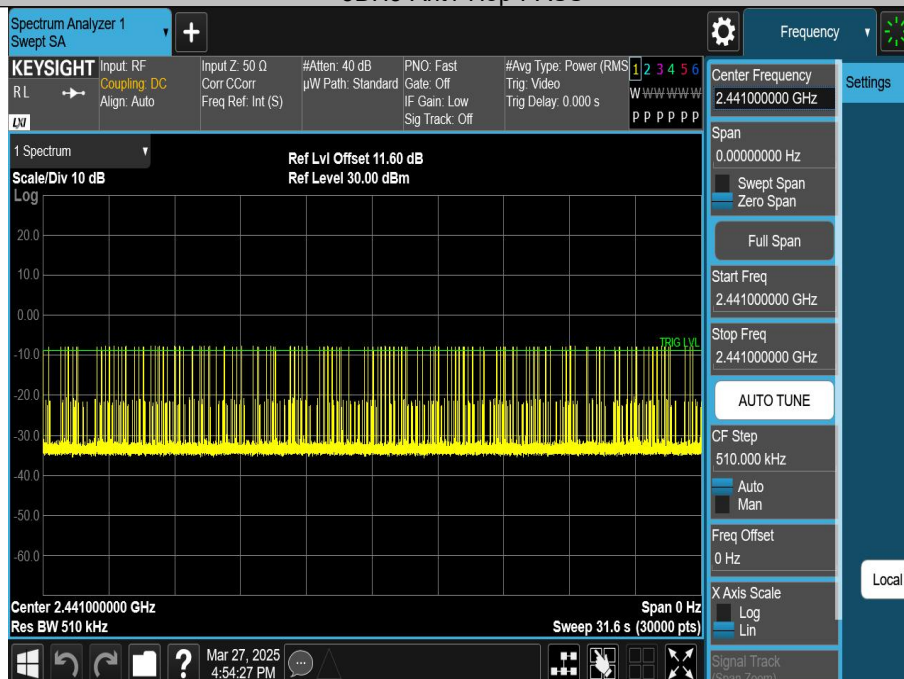 Spectrum Analyzer 1
Swept SA
Frequency
KEYSIGHT
R L
LXI
Input: RF
Coupling: DC
Align: Auto
Input Z: 50 Ω
Corr CCorr
Freq Ref: Int (S)
#Atten: 40 dB
µW Path: Standard
PNO: Fast
Gate: Off
IF Gain: Low
Sig Track: Off
#Avg Type: Power (RMS
Trig: Video
Trig Delay: 0.000 s
1 2 3 4 5 6
W W W W W W
P P P P P P
Center Frequency
2.441000000 GHz
Settings
1 Spectrum
Scale/Div 10 dB
Ref Lvl Offset 11.60 dB
Ref Level 30.00 dBm
Span
0.00000000 Hz
Swept Span
Zero Span
Full Span
Start Freq
2.441000000 GHz
Stop Freq
2.441000000 GHz
AUTO TUNE
CF Step
510.000 kHz
Auto
Man
Freq Offset
0 Hz
X Axis Scale
Log
Lin
Signal Track
(Span Zoom)
Local
Log
20.0
10.0
0.00
-10.0
-20.0
-30.0
-40.0
-50.0
-60.0
TRIG LVL
Center 2.441000000 GHz
Span 0 Hz
Res BW 510 kHz
Sweep 31.6 s (30000 pts)
Mar 27, 2025
4:54:27 PM